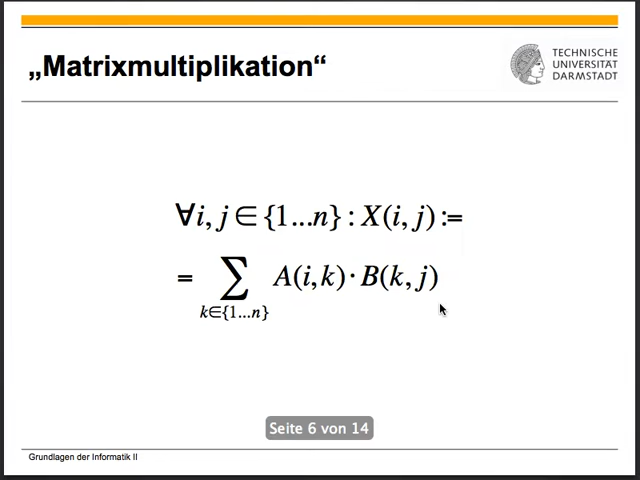 „Matrixmultiplikation“
TECHNISCHE
UNIVERSITÄT
DARMSTADT
∀i, j ∈ {1...n} : X(i, j) :=
= ∑ A(i,k) · B(k, j)
k∈{1...n}
Seite 6 von 14
Grundlagen der Informatik II